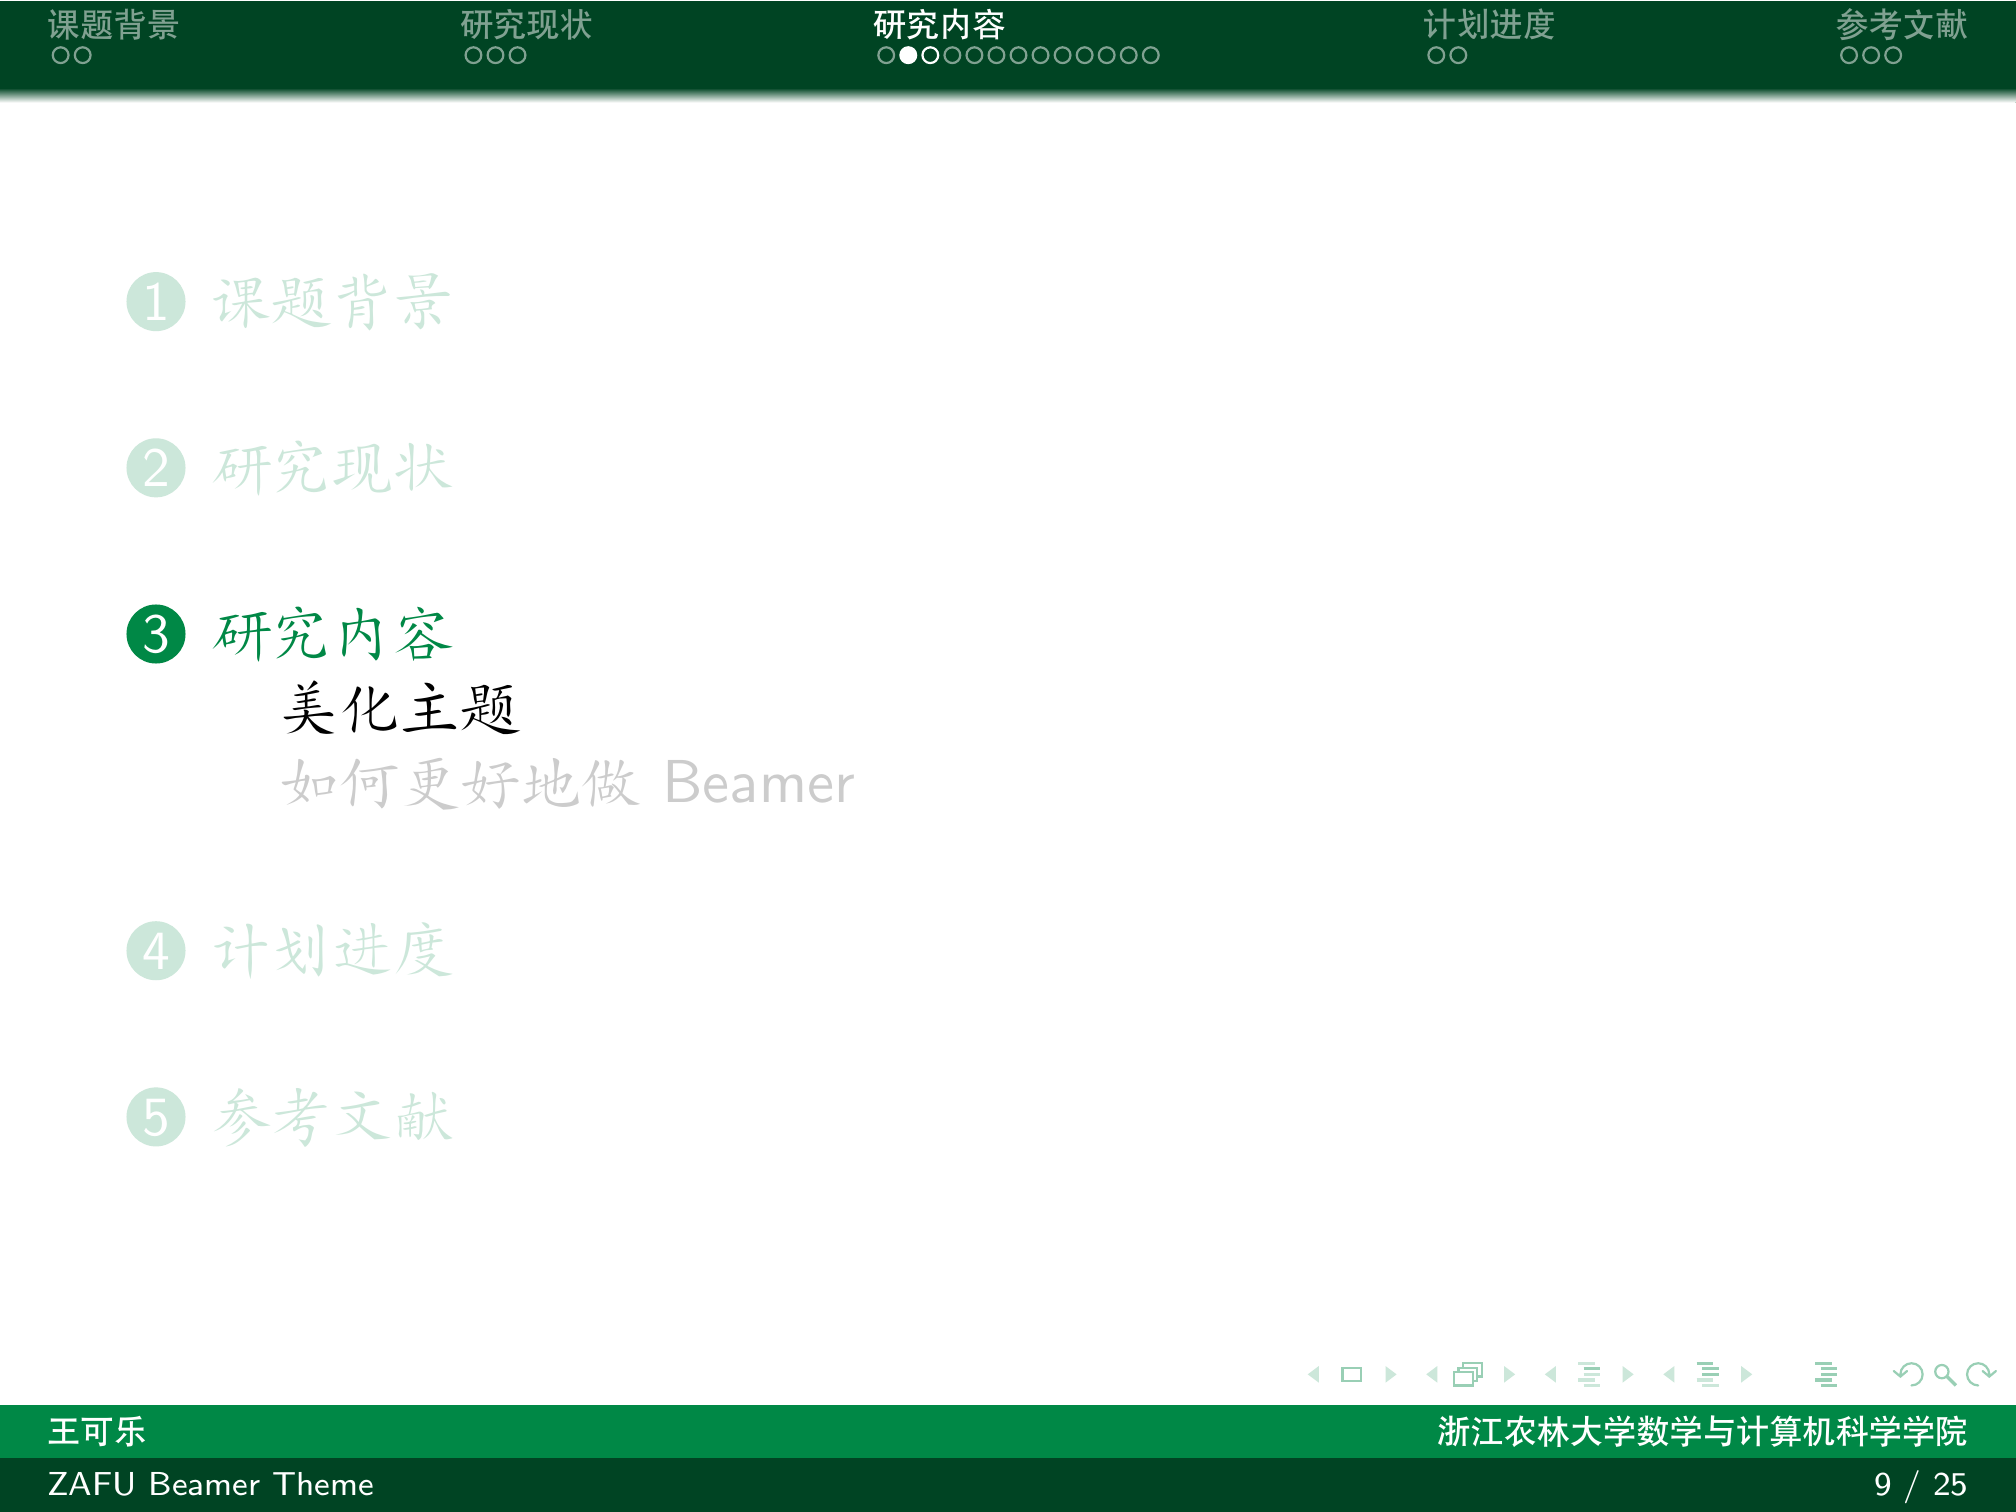 课题背景
研究现状
研究内容
计划进度
参考文献
1 课题背景
2 研究现状
3 研究内容
美化主题
如何更好地做 Beamer
4 计划进度
5 参考文献
王可乐
浙江农林大学数学与计算机科学学院
ZAFU Beamer Theme
9 / 25